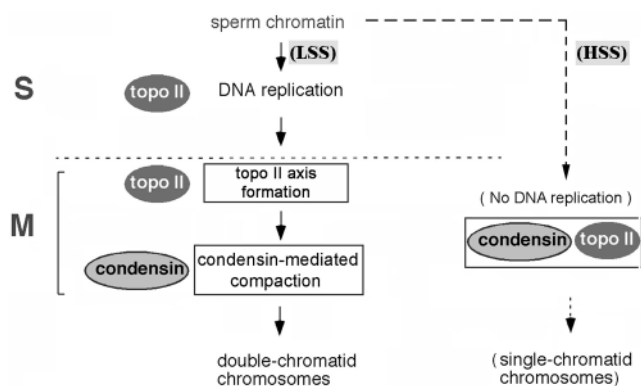 sperm chromatin
(LSS)
(HSS)
S
topo II
DNA replication
topo II
topo II axis
formation
( No DNA replication )
M
condensin
condensin-mediated
compaction
condensin
topo II
double-chromatid
chromosomes
(single-chromatid
chromosomes)